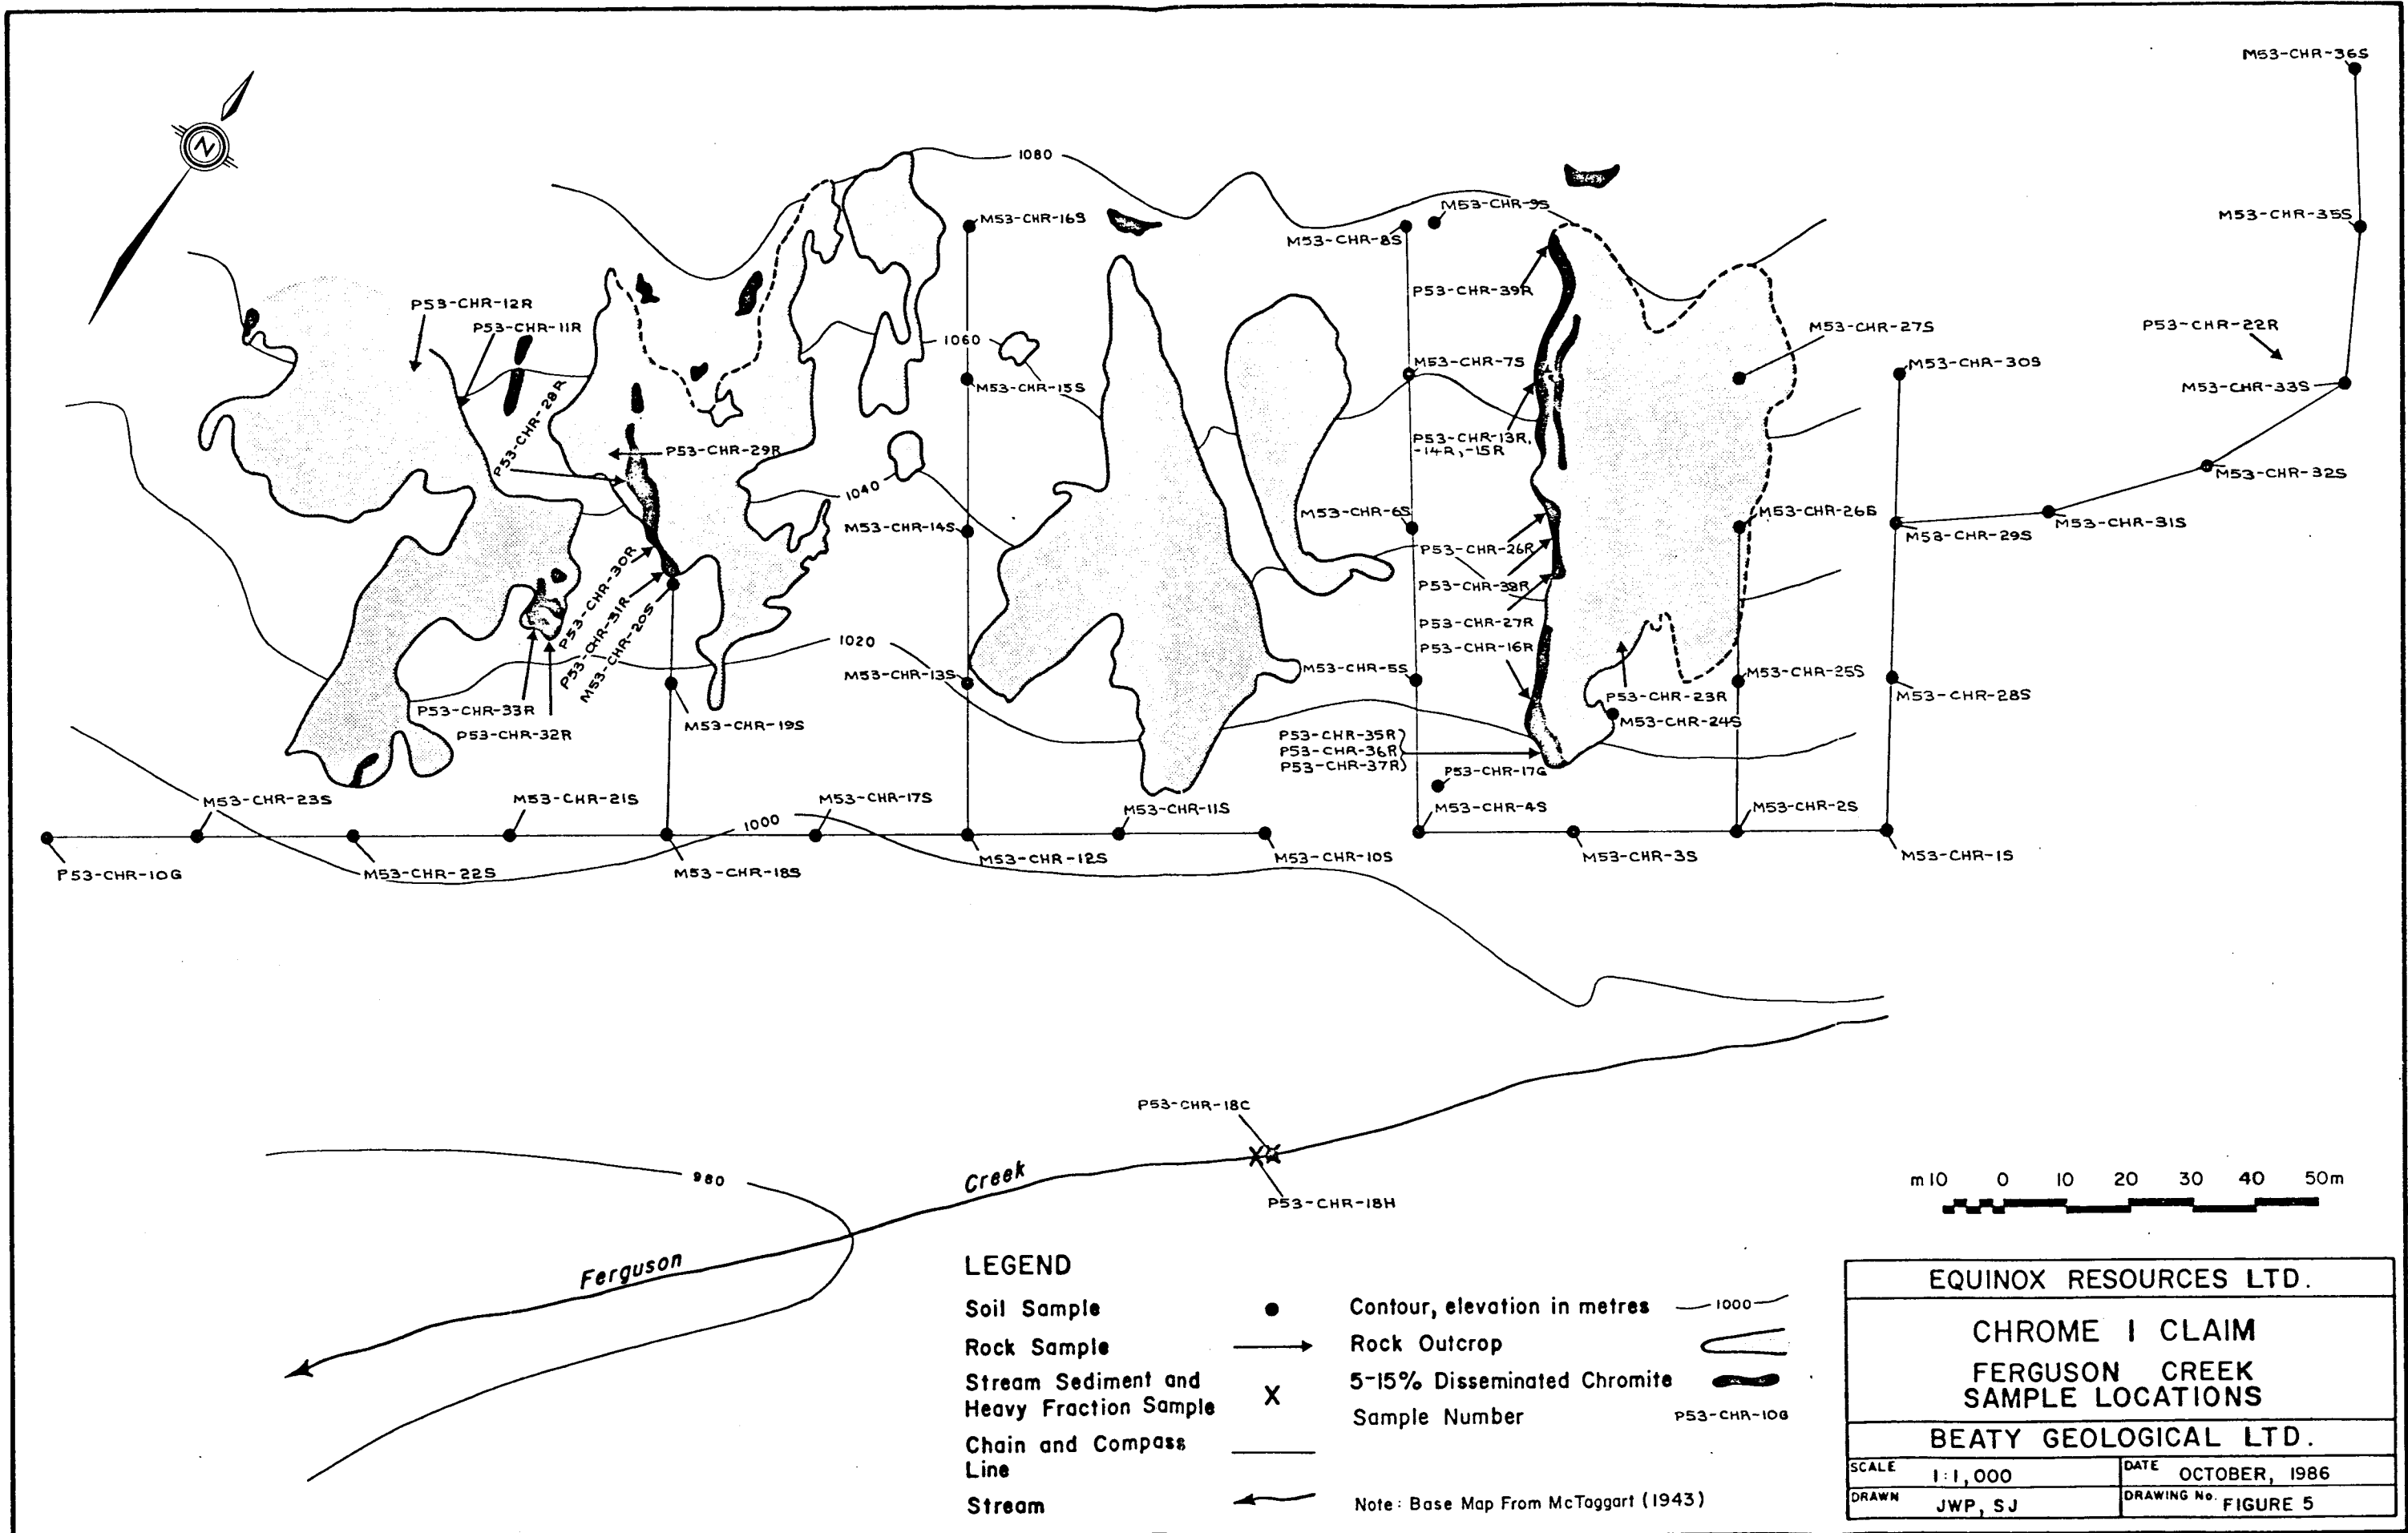 M53-CHR-36S
N
1080
M53-CHR-16S
M53-CHR-9S
M53-CHR-8S
M53-CHR-35S
P53-CHR-12R
P53-CHR-11R
P53-CHR-39R
M53-CHR-27S
P53-CHR-22R
1060
M53-CHR-7S
M53-CHR-30S
M53-CHR-15S
M53-CHR-33S
P53-CHR-28R
P53-CHR-29R
P53-CHR-13R,
-14R,-15R
M53-CHR-32S
1040
M53-CHR-14S
M53-CHR-6S
M53-CHR-26S
M53-CHR-31S
M53-CHR-29S
P53-CHR-26R
P53-CHR-30R
P53-CHR-31R
M53-CHR-20S
P53-CHR-38R
P53-CHR-27R
1020
P53-CHR-16R
M53-CHR-13S
M53-CHR-5S
M53-CHR-25S
P53-CHR-23R
M53-CHR-28S
P53-CHR-33R
M53-CHR-19S
M53-CHR-24S
P53-CHR-32R
P53-CHR-35R
P53-CHR-36R
P53-CHR-37R
P53-CHR-17G
M53-CHR-23S
M53-CHR-21S
M53-CHR-17S
M53-CHR-11S
M53-CHR-4S
M53-CHR-2S
1000
P53-CHR-10G
M53-CHR-22S
M53-CHR-18S
M53-CHR-12S
M53-CHR-10S
M53-CHR-3S
M53-CHR-1S
P53-CHR-18C
980
Creek
P53-CHR-18H
m 10 0 10 20 30 40 50m
Ferguson
LEGEND
Soil Sample
Rock Sample
Stream Sediment and
Heavy Fraction Sample
X
Chain and Compass
Line
Stream
Contour, elevation in metres
1000
Rock Outcrop
5-15% Disseminated Chromite
Sample Number
P53-CHR-10G
Note: Base Map From McTaggart (1943)
EQUINOX RESOURCES LTD.
CHROME 1 CLAIM
FERGUSON CREEK
SAMPLE LOCATIONS
BEATY GEOLOGICAL LTD.
SCALE 1:1,000
DATE OCTOBER, 1986
DRAWN JWP, SJ
DRAWING No. FIGURE 5